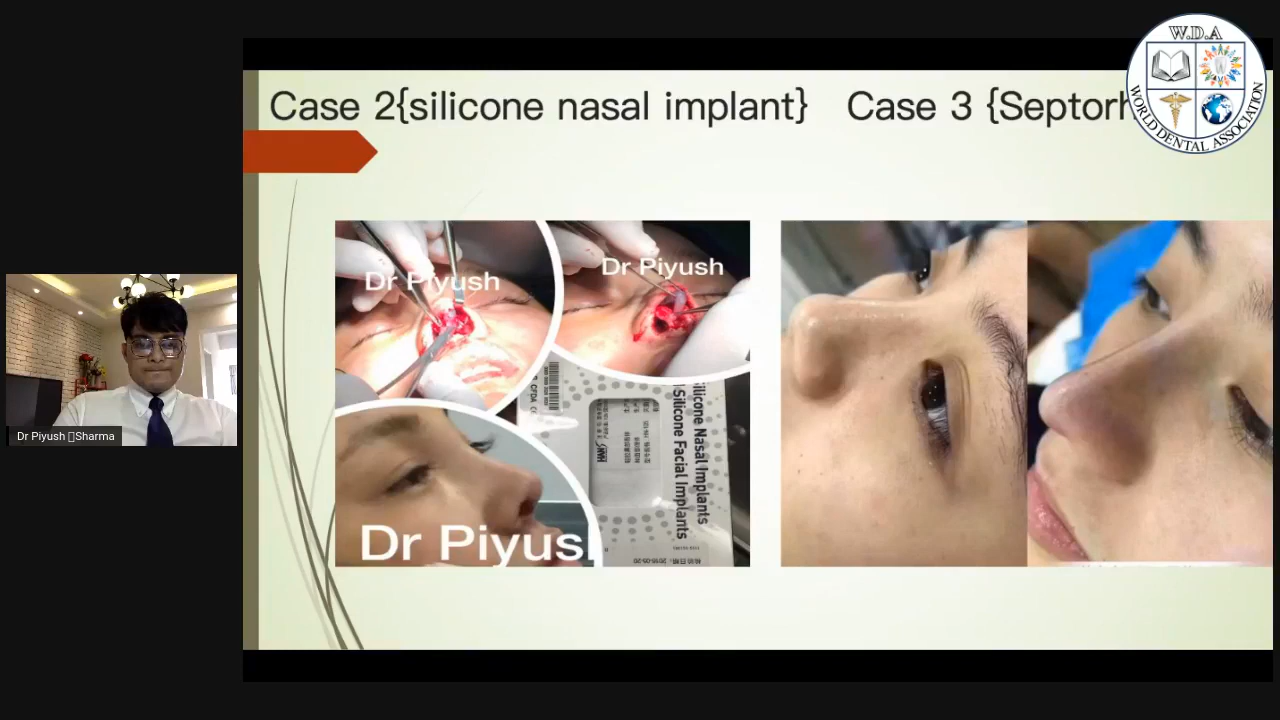 Case 2{silicone nasal implant} Case 3 {Septorh
W.D.A
WORLD DENTAL ASSOCIATION
Dr Piyush
Dr Piyush
Silicone Nasal Implants
Silicone Facial Implants
CFDA
Dr Piyush
Dr Piyush Sharma